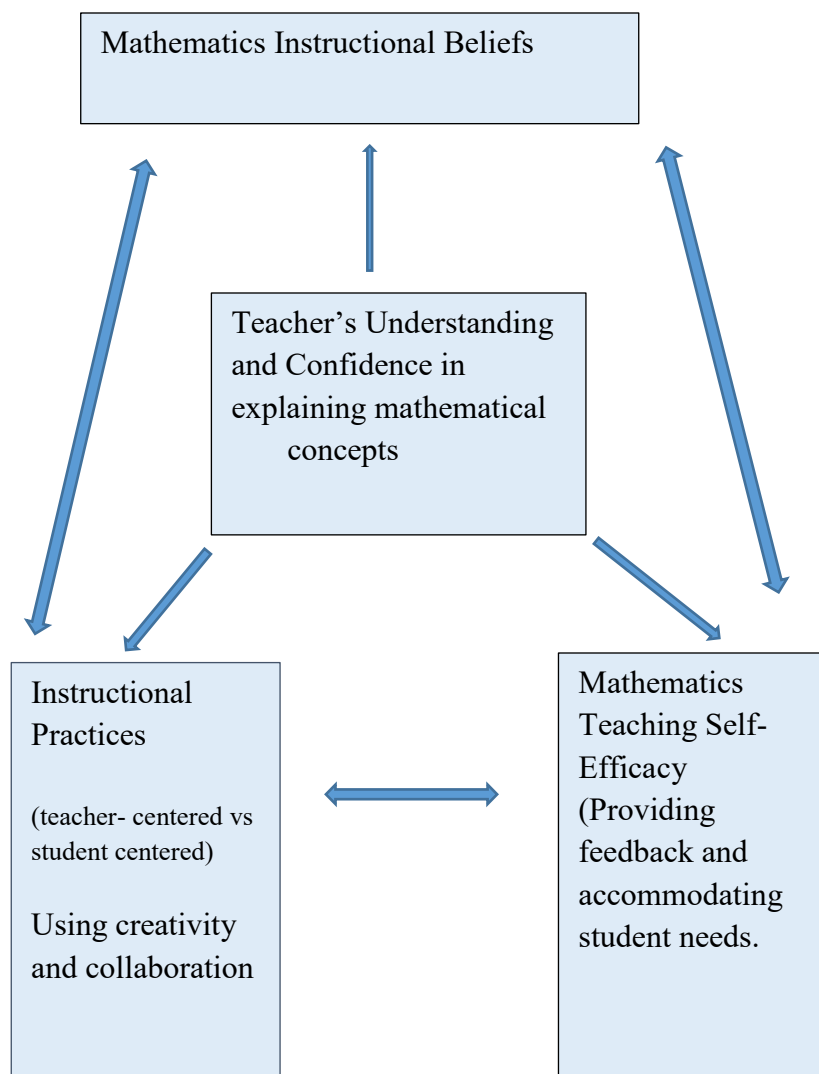 Mathematics Instructional Beliefs
Teacher’s Understanding
and Confidence in
explaining mathematical
concepts
Instructional
Practices
(teacher- centered vs
student centered)
Using creativity
and collaboration
Mathematics
Teaching Self-
Efficacy
(Providing
feedback and
accommodating
student needs.